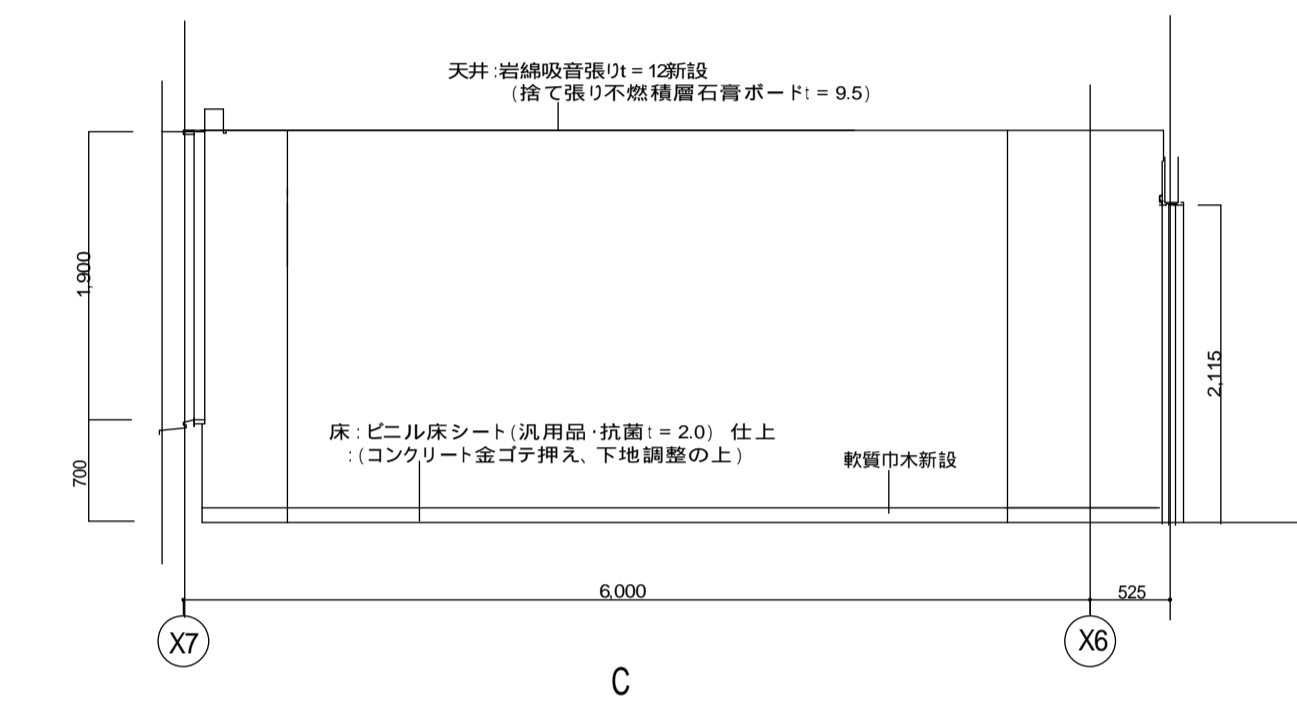 天井:岩綿吸音張りt = 12新設
(捨て張り不燃積層石膏ボードt = 9.5)
1,900
2,115
床:ビニル床シート(汎用品・抗菌t = 2.0) 仕上
:(コンクリート金ゴテ押え、下地調整の上)
軟質巾木新設
700
6,000
525
X7
X6
C